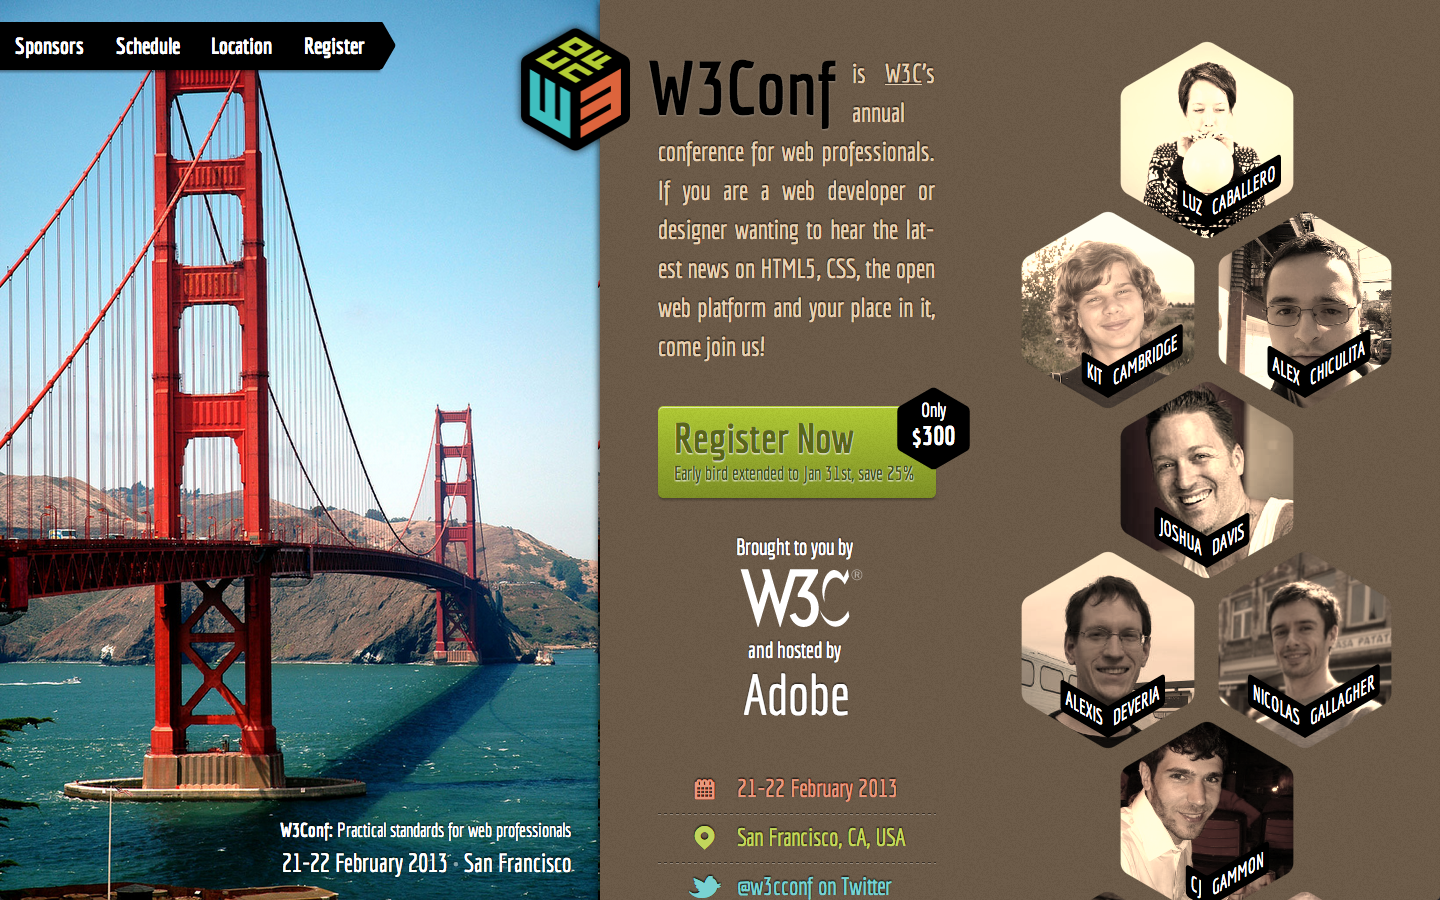 Sponsors Schedule Location Register
CONF
W3
W3Conf is W3C's
annual
conference for web professionals.
If you are a web developer or
designer wanting to hear the lat-
est news on HTML5, CSS, the open
web platform and your place in it,
come join us!
Register Now
Early bird extended to Jan 31st, save 25%
Only
$300
Brought to you by
W3C®
and hosted by
Adobe
21-22 February 2013
San Francisco, CA, USA
@w3cconf on Twitter
W3Conf: Practical standards for web professionals
21-22 February 2013 • San Francisco
LUZ CABALLERO
KIT CAMBRIDGE
ALEX CHICULITA
JOSHUA DAVIS
ALEXIS DEVERIA
NICOLAS GALLAGHER
CJ GAMMON